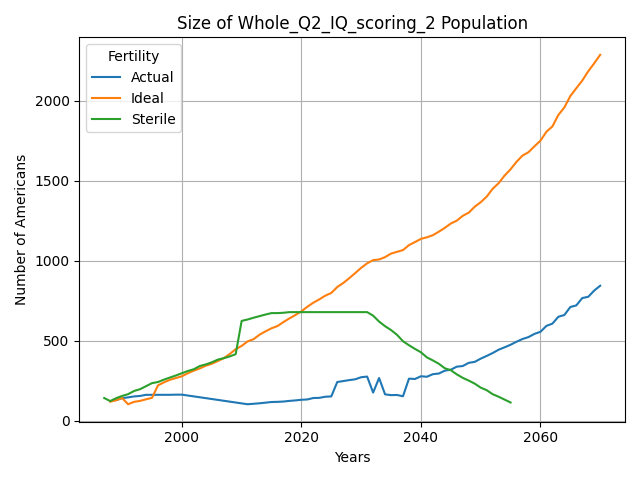 Size of Whole_Q2_IQ_scoring_2 Population
Fertility
Actual
Ideal
Sterile
Number of Americans
2000
1500
1000
500
0
2000
2020
2040
2060
Years